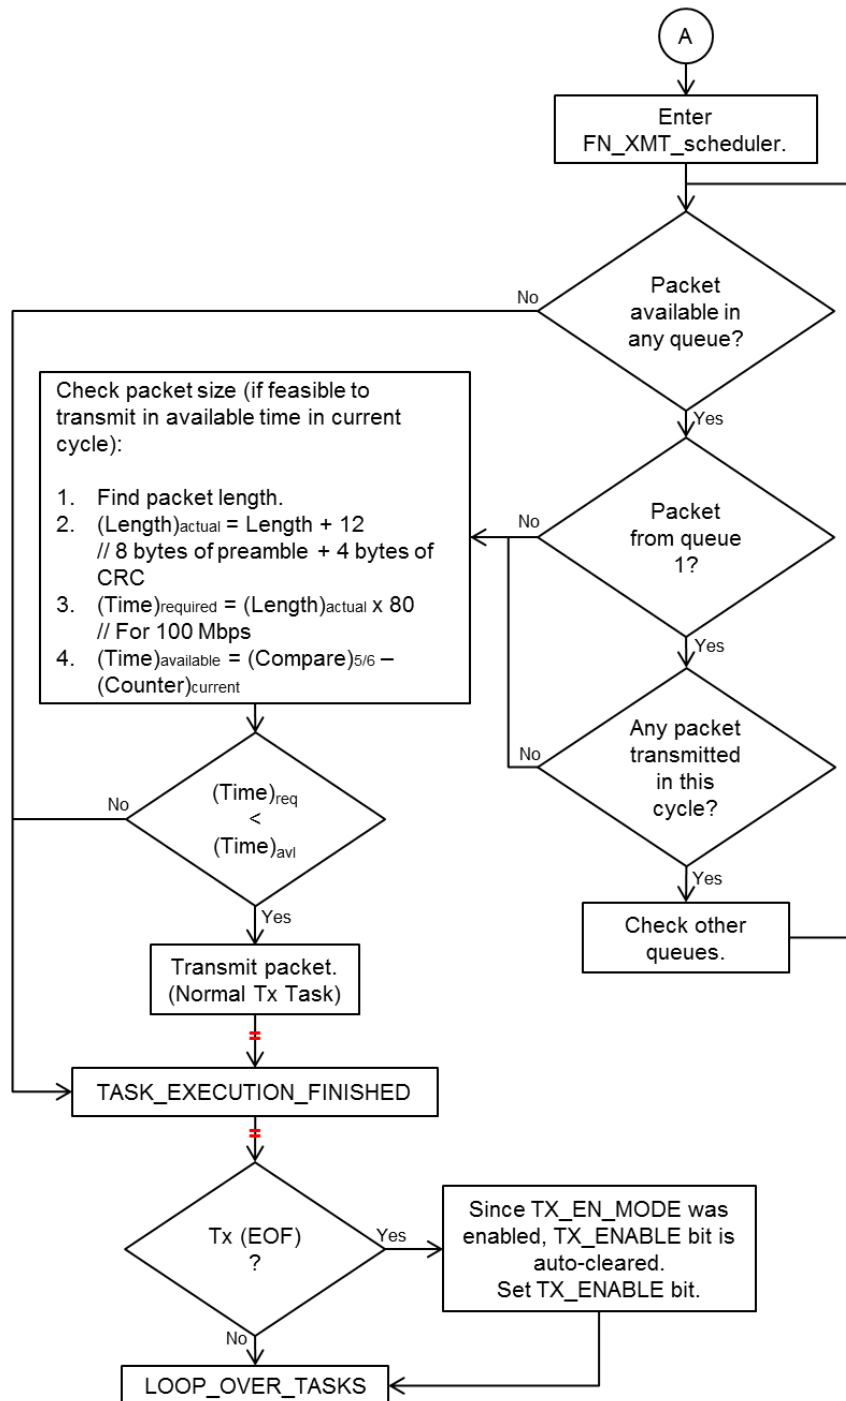 A
Enter
FN_XMT_scheduler.
Packet
available in
any queue?
No
Yes
Check packet size (if feasible to
transmit in available time in current
cycle):
1. Find packet length.
2. (Length)actual = Length + 12
// 8 bytes of preamble + 4 bytes of
CRC
3. (Time)required = (Length)actual x 80
// For 100 Mbps
4. (Time)available = (Compare)5/6 –
(Counter)current
Packet
from queue
1?
No
Yes
Any packet
transmitted
in this
cycle?
No
Yes
Check other
queues.
(Time)req
<
(Time)avl
No
Yes
Transmit packet.
(Normal Tx Task)
TASK_EXECUTION_FINISHED
Tx (EOF)
?
Yes
No
Since TX_EN_MODE was
enabled, TX_ENABLE bit is
auto-cleared.
Set TX_ENABLE bit.
LOOP_OVER_TASKS